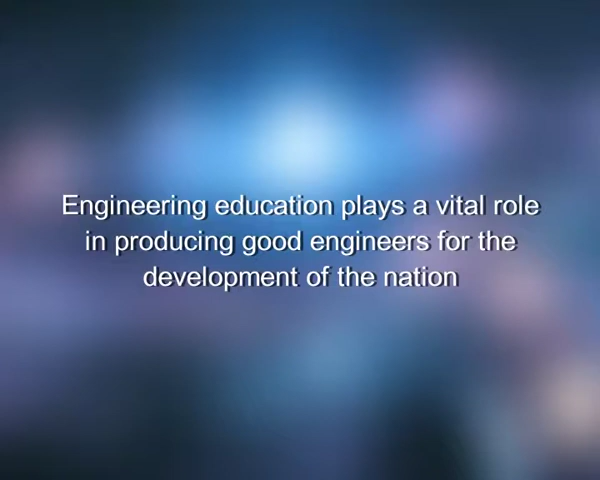 Engineering education plays a vital role
in producing good engineers for the
development of the nation